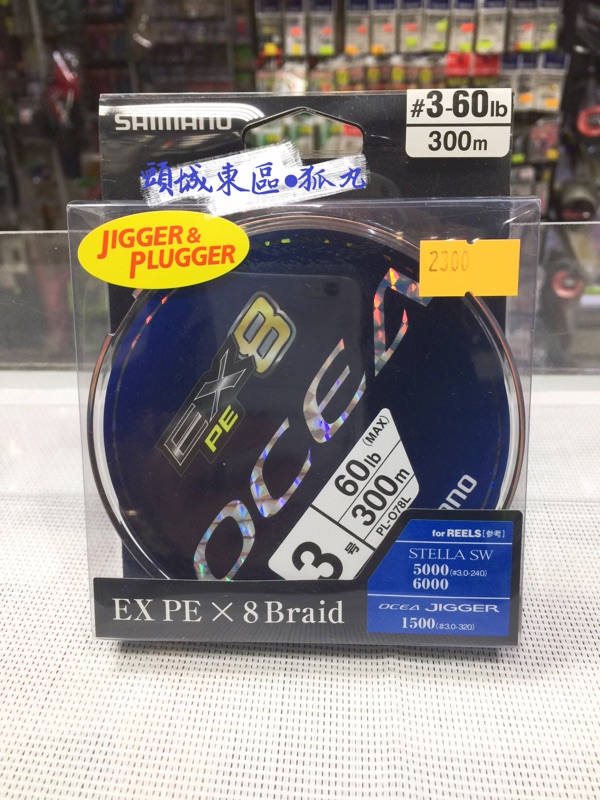 SHIMANO
#3-60lb
300m
頭城東區●狐丸
JIGGER &
PLUGGER
2300
EX8
PE
OCEA
60lb (MAX)
300m
PL-O78L
3号
for REELS [参考]
STELLA SW
5000 (#3.0-240)
6000
OCEA JIGGER
1500 (#3.0-320)
EX PE × 8 Braid